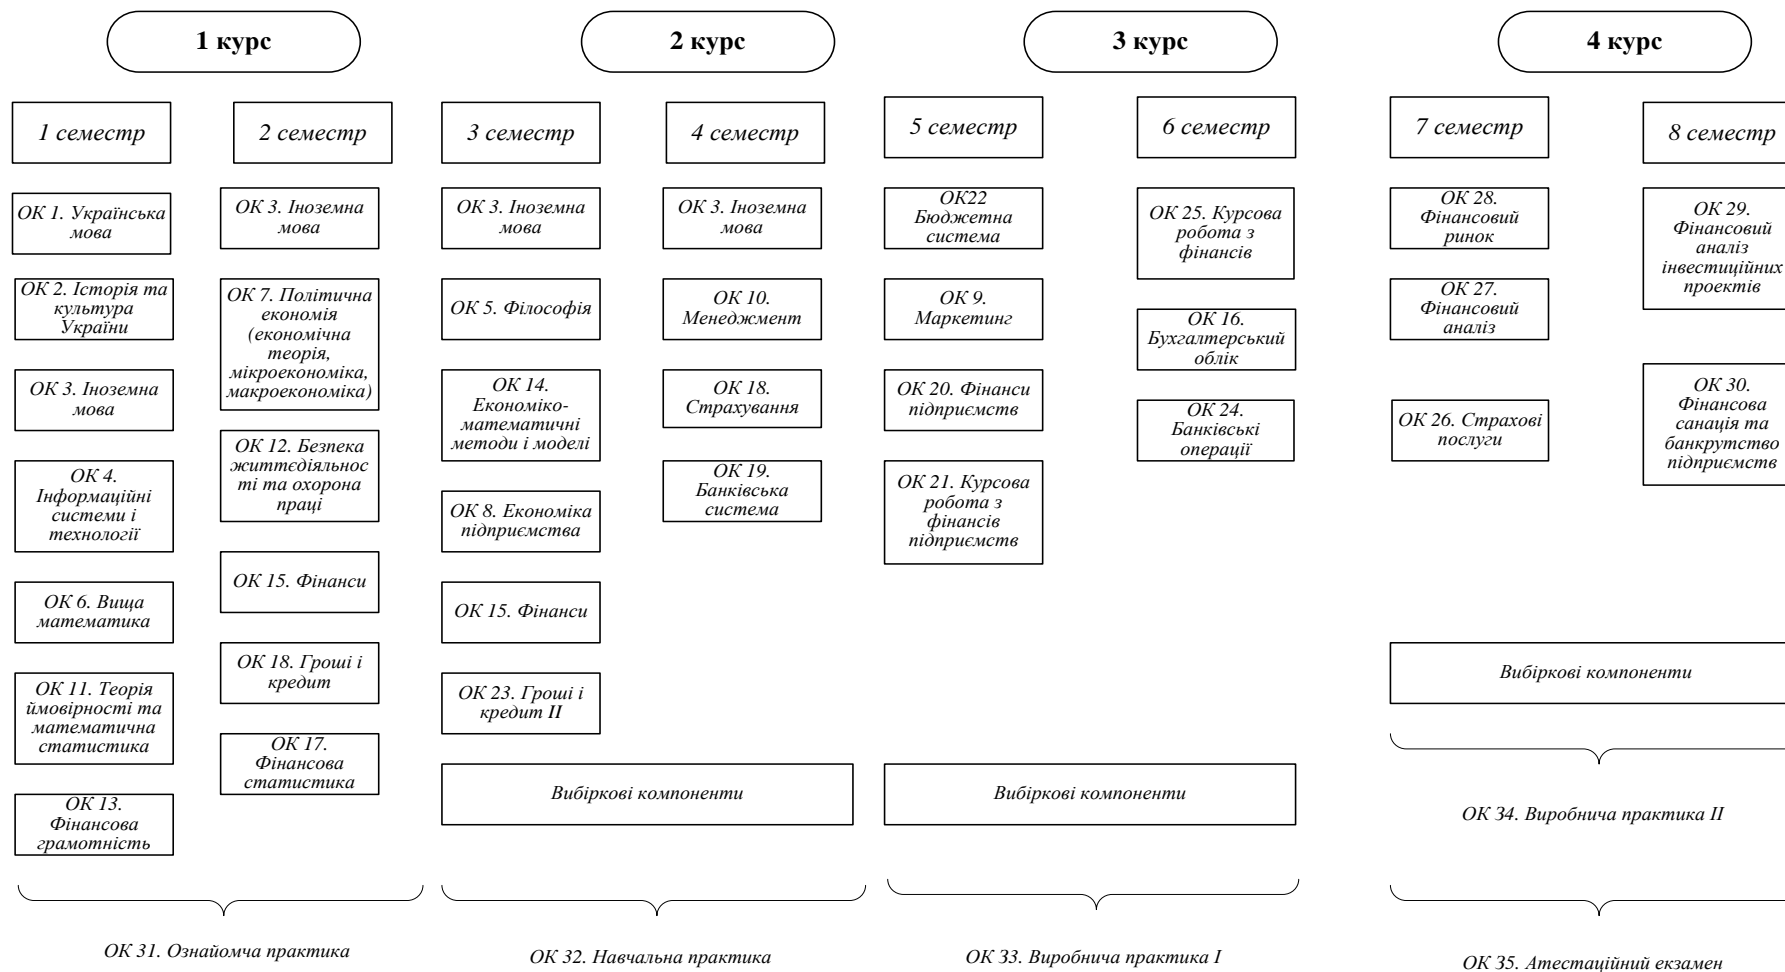 1 курс
2 курс
3 курс
4 курс
1 семестр
2 семестр
3 семестр
4 семестр
5 семестр
6 семестр
7 семестр
8 семестр
ОК 1. Українська
мова
ОК 2. Історія та
культура
України
ОК 3. Іноземна
мова
ОК 4.
Інформаційні
системи і
технології
ОК 6. Вища
математика
ОК 11. Теорія
ймовірності та
математична
статистика
ОК 13.
Фінансова
грамотність
ОК 3. Іноземна
мова
ОК 7. Політична
економія
(економічна
теорія,
мікроекономіка,
макроекономіка)
ОК 12. Безпека
життєдіяльнос
ті та охорона
праці
ОК 15. Фінанси
ОК 18. Гроші і
кредит
ОК 17.
Фінансова
статистика
ОК 31. Ознайомча практика
ОК 3. Іноземна
мова
ОК 5. Філософія
ОК 14.
Економіко-
математичні
методи і моделі
ОК 8. Економіка
підприємства
ОК 15. Фінанси
ОК 23. Гроші і
кредит ІІ
ОК 3. Іноземна
мова
ОК 10.
Менеджмент
ОК 18.
Страхування
ОК 19.
Банківська
система
Вибіркові компоненти
ОК 32. Навчальна практика
ОК22
Бюджетна
система
ОК 9.
Маркетинг
ОК 20. Фінанси
підприємств
ОК 21. Курсова
робота з
фінансів
підприємств
ОК 25. Курсова
робота з
фінансів
ОК 16.
Бухгалтерський
облік
ОК 24.
Банківські
операції
Вибіркові компоненти
ОК 33. Виробнича практика І
ОК 28.
Фінансовий
ринок
ОК 27.
Фінансовий
аналіз
ОК 26. Страхові
послуги
ОК 29.
Фінансовий
аналіз
інвестиційних
проектів
ОК 30.
Фінансова
санація та
банкрутство
підприємств
Вибіркові компоненти
ОК 34. Виробнича практика ІІ
ОК 35. Атестаційний екзамен